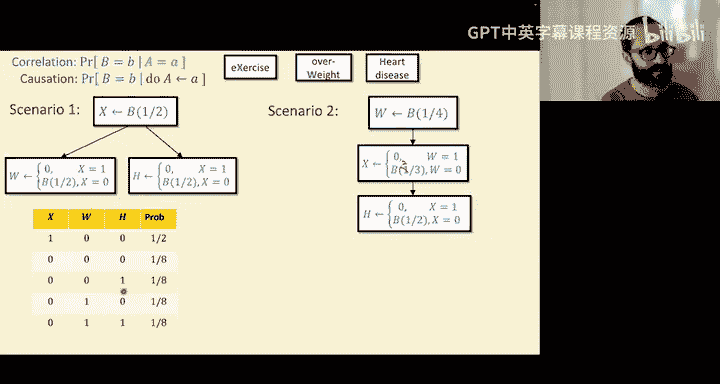 GPT中英字幕课程资源 bilibili
Correlation: Pr[ B = b | A = a ]
Causation: Pr[ B = b | do A ← a ]
eXercise
over-
Weight
Heart
disease
Scenario 1:
X ← B(1/2)
W ← { 0, X = 1
B(1/2), X = 0
H ← { 0, X = 1
B(1/2), X = 0
X W H Prob
1 0 0 1/2
0 0 0 1/8
0 0 1 1/8
0 1 0 1/8
0 1 1 1/8
Scenario 2:
W ← B(1/4)
X ← { 0, W = 1
B(1/3), W = 0
H ← { 0, X = 1
B(1/2), X = 0